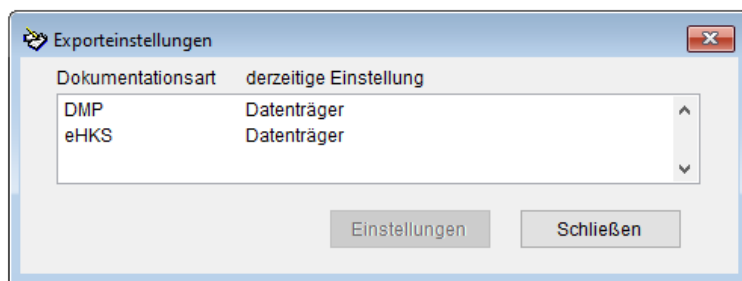 Exporteinstellungen
Dokumentationsart derzeitige Einstellung
DMP Datenträger
eHKS Datenträger
Einstellungen Schließen